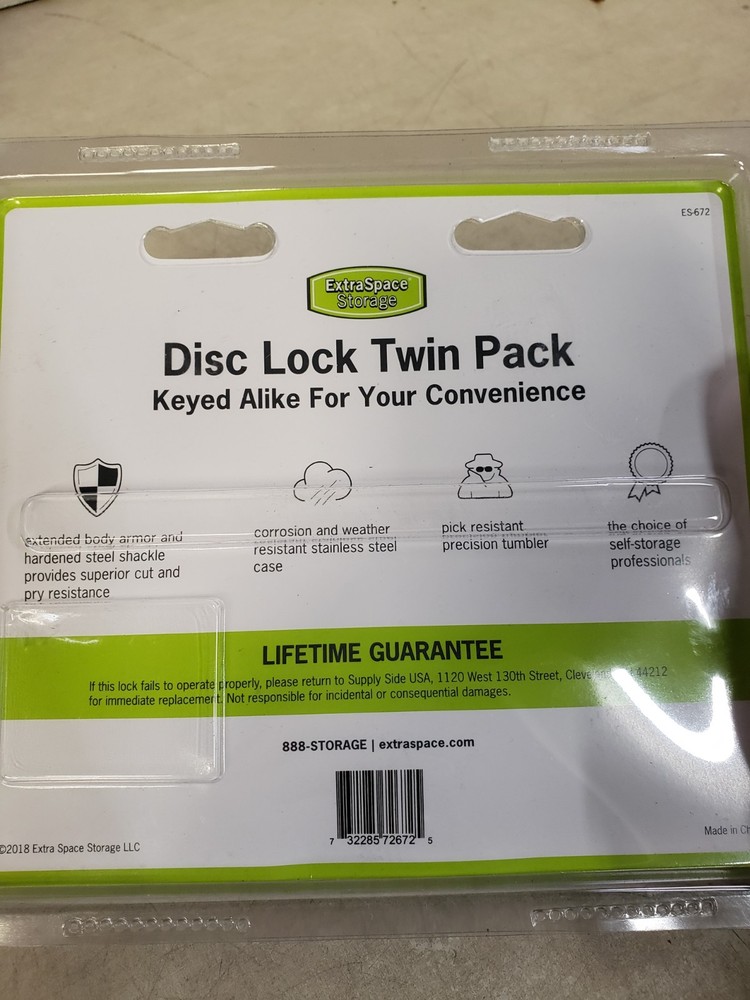 ES-672
ExtraSpace
Storage
Disc Lock Twin Pack
Keyed Alike For Your Convenience
extended body armor and
hardened steel shackle
provides superior cut and
pry resistance
corrosion and weather
resistant stainless steel
case
pick resistant
precision tumbler
the choice of
self-storage
professionals
LIFETIME GUARANTEE
If this lock fails to operate properly, please return to Supply Side USA, 1120 West 130th Street, 44212
for immediate replacement. Not responsible for incidental or consequential damages.
888-STORAGE | extraspace.com
7 32285 72672 5
©2018 Extra Space Storage LLC
Made in